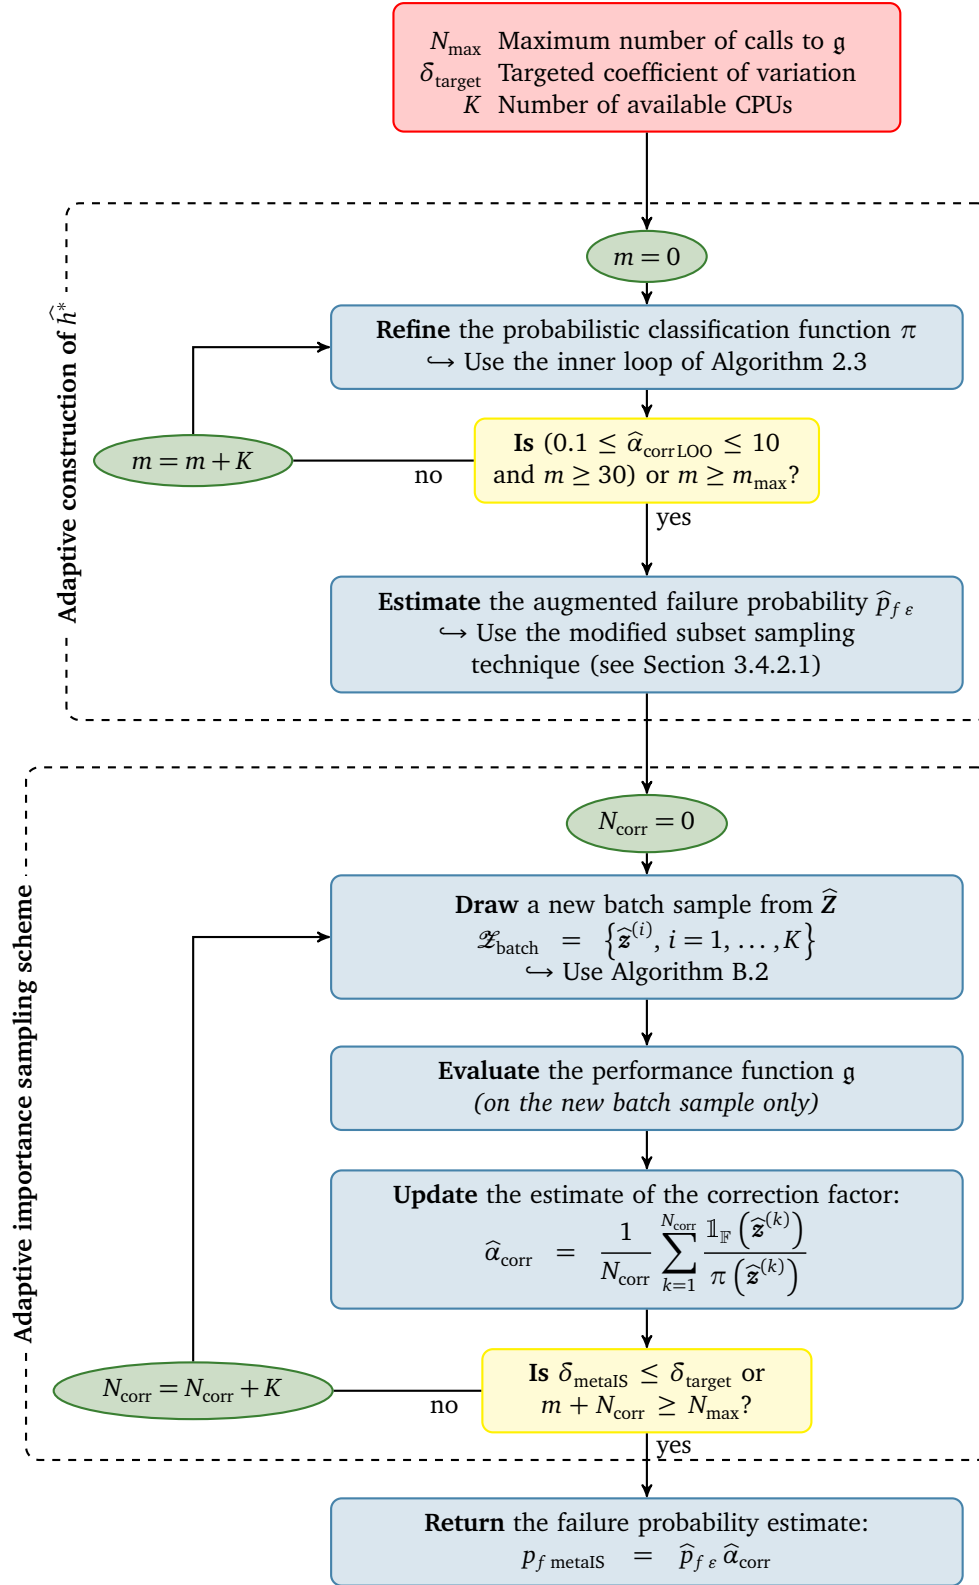 N_max Maximum number of calls to 𝔤
δ_target Targeted coefficient of variation
K Number of available CPUs
Adaptive construction of ĥ*
m = 0
Refine the probabilistic classification function π
↪ Use the inner loop of Algorithm 2.3
Is (0.1 ≤ α̂_corr LOO ≤ 10
and m ≥ 30) or m ≥ m_max?
m = m + K
no
yes
Estimate the augmented failure probability p̂_f ε
↪ Use the modified subset sampling
technique (see Section 3.4.2.1)
Adaptive importance sampling scheme
N_corr = 0
Draw a new batch sample from Ẑ
𝒵_batch = {ẑ^(i), i = 1, …, K}
↪ Use Algorithm B.2
Evaluate the performance function 𝔤
(on the new batch sample only)
Update the estimate of the correction factor:
α̂_corr = 1/N_corr ∑_{k=1}^{N_corr} 𝟙_𝔽(ẑ^(k)) / π(ẑ^(k))
Is δ_metaIS ≤ δ_target or
m + N_corr ≥ N_max?
N_corr = N_corr + K
no
yes
Return the failure probability estimate:
p_f metaIS = p̂_f ε α̂_corr